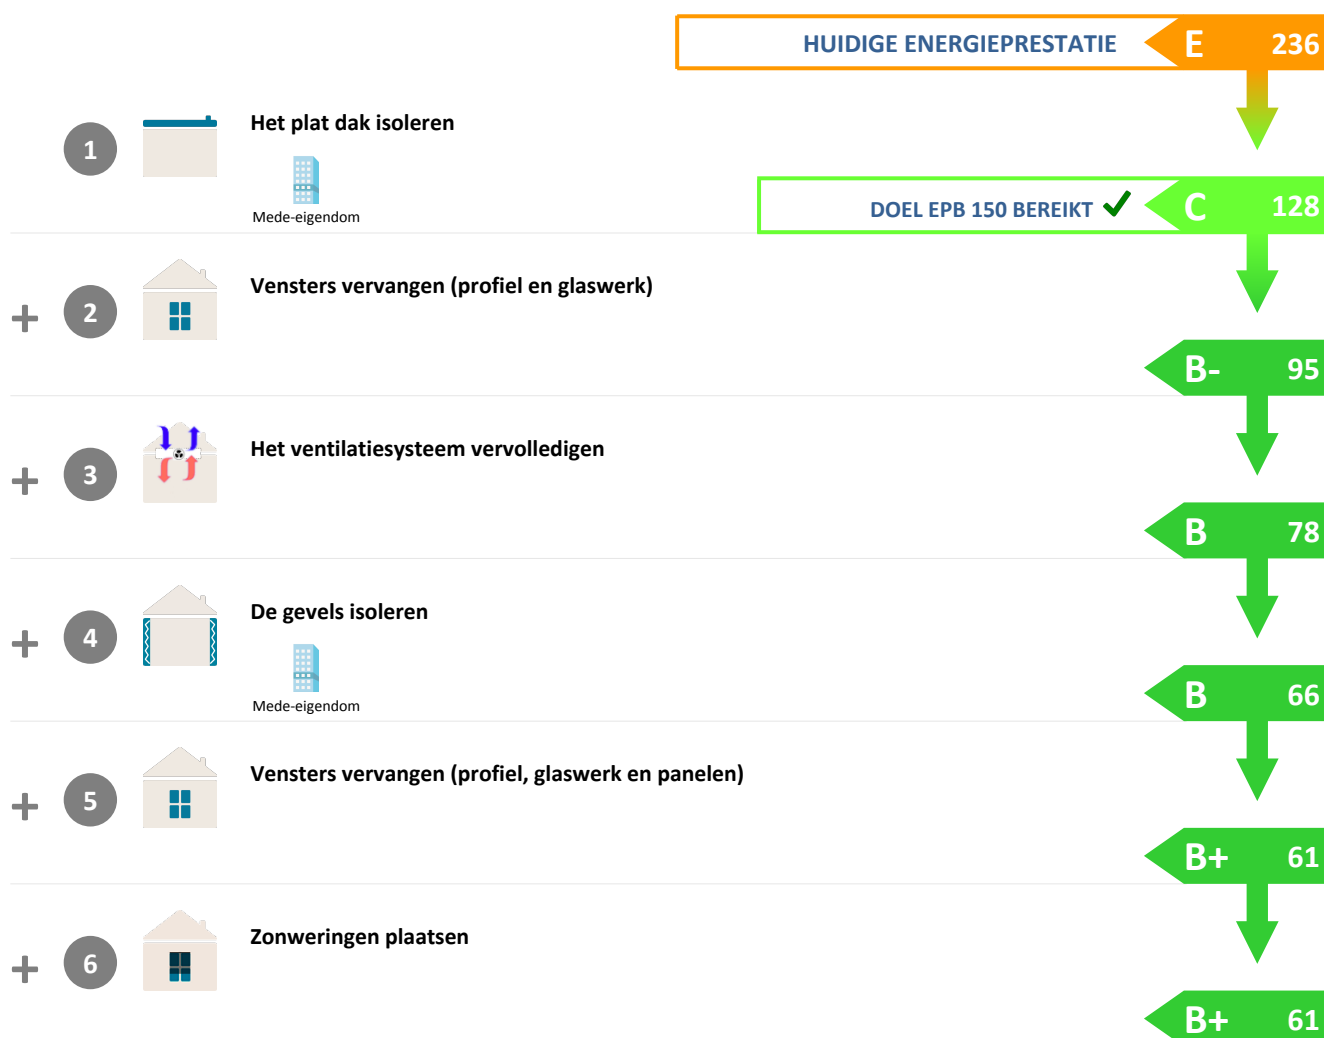 HUIDIGE ENERGIEPRESTATIE E 236
1 Het plat dak isoleren
Mede-eigendom
DOEL EPB 150 BEREIKT ✔ C 128
+ 2 Vensters vervangen (profiel en glaswerk)
B- 95
+ 3 Het ventilatiesysteem vervolledigen
B 78
+ 4 De gevels isoleren
Mede-eigendom
B 66
+ 5 Vensters vervangen (profiel, glaswerk en panelen)
B+ 61
+ 6 Zonweringen plaatsen
B+ 61